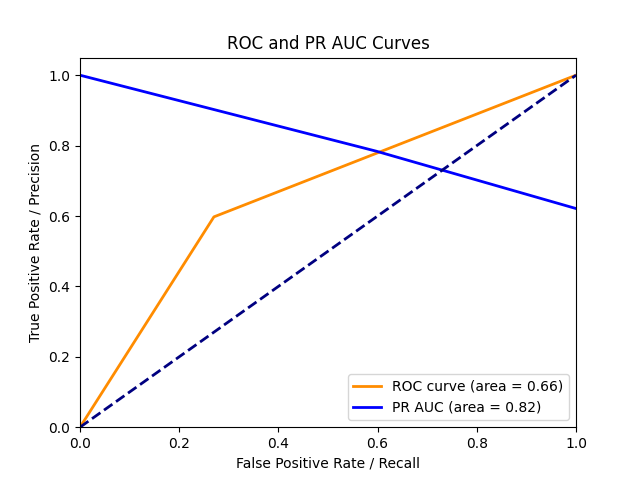 ROC and PR AUC Curves
True Positive Rate / Precision
1.0
0.8
0.6
0.4
0.2
0.0
ROC curve (area = 0.66)
PR AUC (area = 0.82)
0.0 0.2 0.4 0.6 0.8 1.0
False Positive Rate / Recall